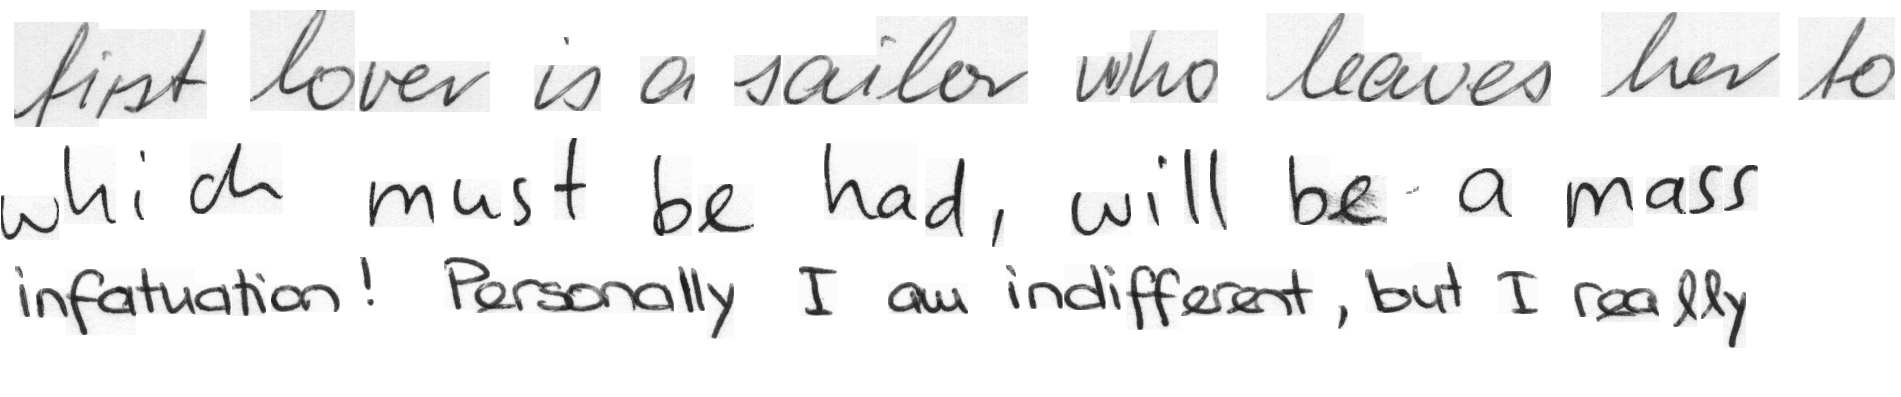 first lover is a sailor who leaves her to
which must be had, will be a mass
infatuation! Personally I am indifferent, but I really